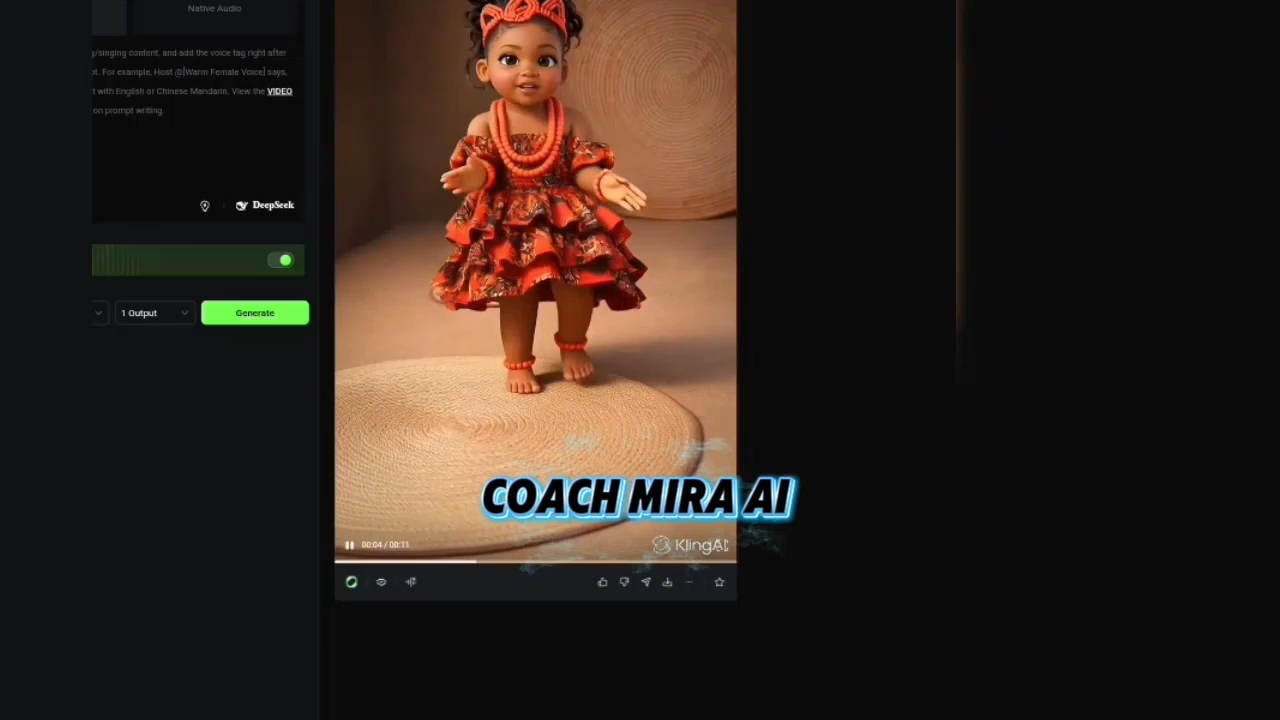 Native Audio
/singing content, and add the voice tag right after
For example, Host @[Warm Female Voice] says,
with English or Chinese Mandarin. View the VIDEO
on prompt writing.
DeepSeek
1 Output
Generate
COACH MIRA AI
00:04 / 00:11
KlingAI